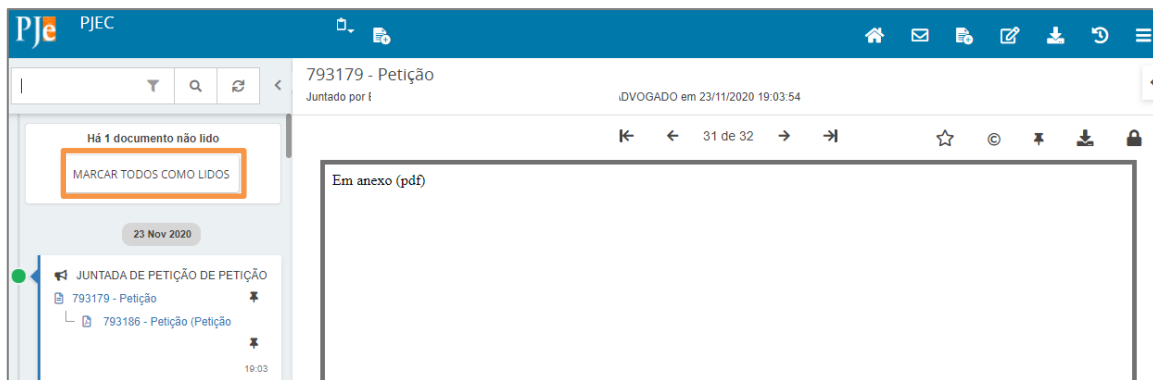 PJe PJEC
793179 - Petição
Juntado por
DVOGADO em 23/11/2020 19:03:54
Há 1 documento não lido
MARCAR TODOS COMO LIDOS
31 de 32
Em anexo (pdf)
23 Nov 2020
JUNTADA DE PETIÇÃO DE PETIÇÃO
793179 - Petição
793186 - Petição (Petição
19:03